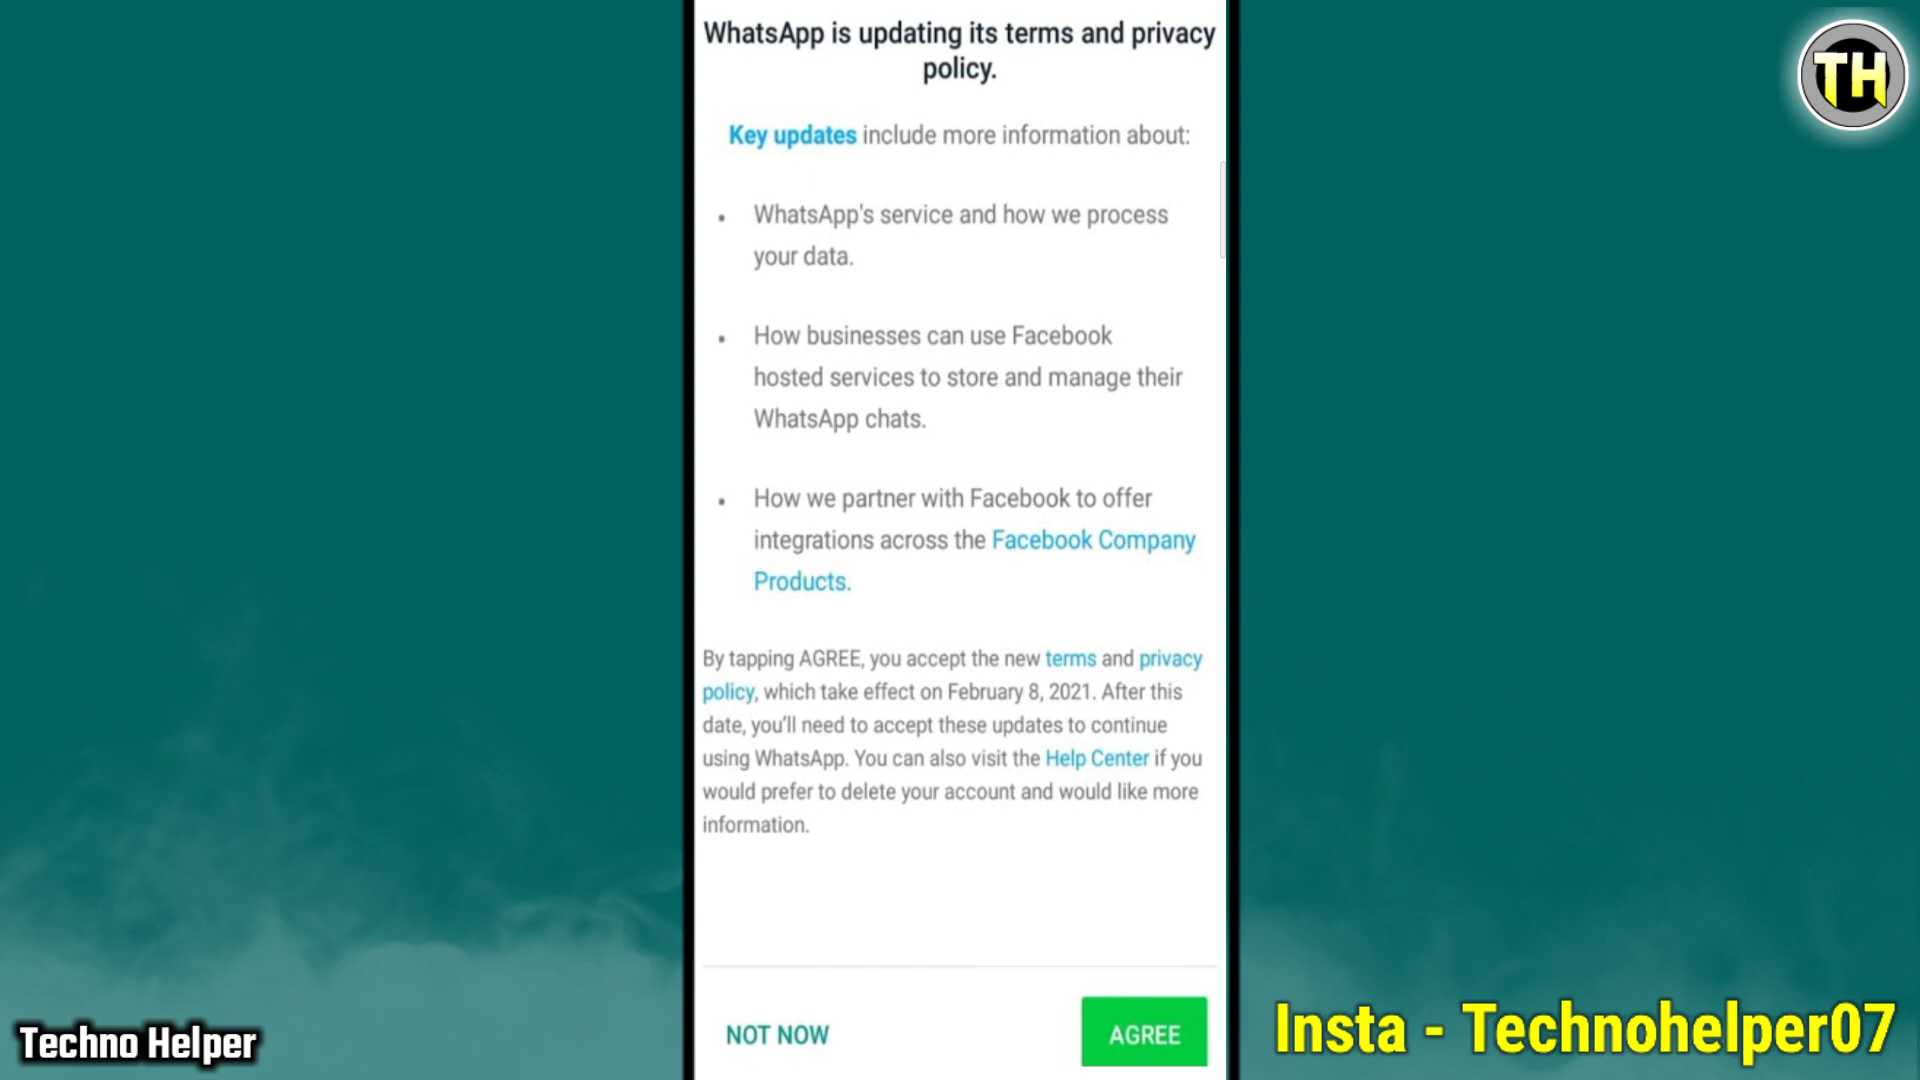 WhatsApp is updating its terms and privacy
policy.
TH
Key updates include more information about:
• WhatsApp's service and how we process
your data.
• How businesses can use Facebook
hosted services to store and manage their
WhatsApp chats.
• How we partner with Facebook to offer
integrations across the Facebook Company
Products.
By tapping AGREE, you accept the new terms and privacy
policy, which take effect on February 8, 2021. After this
date, you'll need to accept these updates to continue
using WhatsApp. You can also visit the Help Center if you
would prefer to delete your account and would like more
information.
NOT NOW
AGREE
Techno Helper
Insta - Technohelper07